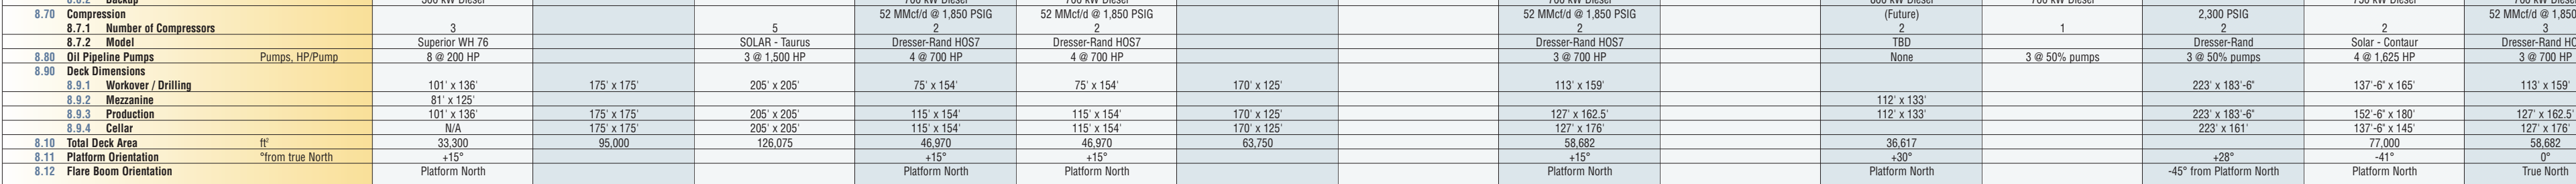 8.70 Compression 52 MMcf/d @ 1,850 PSIG 52 MMcf/d @ 1,850 PSIG 52 MMcf/d @ 1,850 PSIG (Future) 2,300 PSIG 52 MMcf/d @ 1,850
8.7.1 Number of Compressors 3 5 2 2 2 2 1 2 2 3
8.7.2 Model Superior WH 76 SOLAR - Taurus Dresser-Rand HOS7 Dresser-Rand HOS7 Dresser-Rand HOS7 TBD Dresser-Rand Solar - Contaur Dresser-Rand HO
8.80 Oil Pipeline Pumps Pumps, HP/Pump 8 @ 200 HP 3 @ 1,500 HP 4 @ 700 HP 4 @ 700 HP 3 @ 700 HP None 3 @ 50% pumps 3 @ 50% pumps 4 @ 1,625 HP 3 @ 700 HP
8.90 Deck Dimensions
8.9.1 Workover / Drilling 101' x 136' 175' x 175' 205' x 205' 75' x 154' 75' x 154' 170' x 125' 113' x 159' 223' x 183'-6" 137'-6" x 165' 113' x 159'
8.9.2 Mezzanine 81' x 125' 112' x 133'
8.9.3 Production 101' x 136' 175' x 175' 205' x 205' 115' x 154' 115' x 154' 170' x 125' 127' x 162.5' 112' x 133' 223' x 183'-6" 152'-6" x 180' 127' x 162.5'
8.9.4 Cellar N/A 175' x 175' 205' x 205' 115' x 154' 115' x 154' 170' x 125' 127' x 176' 223' x 161' 137'-6" x 145' 127' x 176'
8.10 Total Deck Area ft² 33,300 95,000 126,075 46,970 46,970 63,750 58,682 36,617 77,000 58,682
8.11 Platform Orientation °from true North +15° +15° +15° +15° +30° +28° -41° 0°
8.12 Flare Boom Orientation Platform North Platform North Platform North Platform North Platform North -45° from Platform North Platform North True North